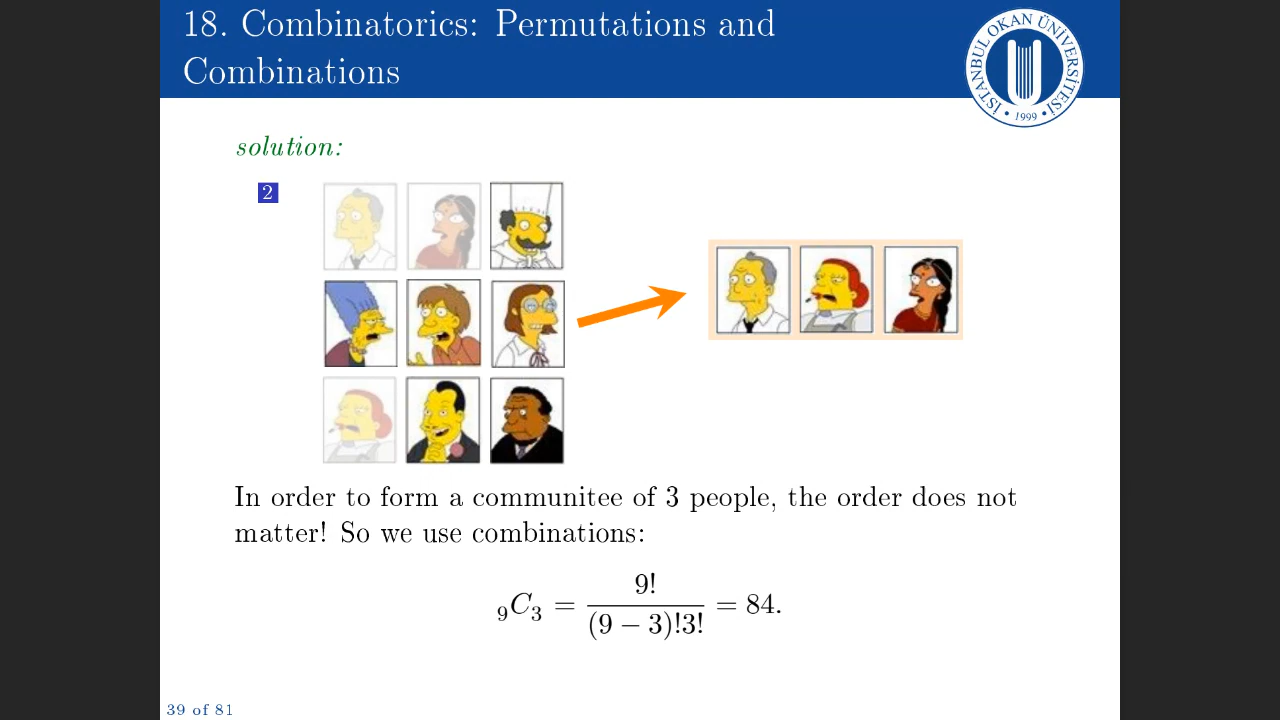 18. Combinatorics: Permutations and
Combinations
İSTANBUL OKAN ÜNİVERSİTESİ
1999
solution:
2
In order to form a communitee of 3 people, the order does not
matter! So we use combinations:
₉C₃ = 9! / (9 − 3)!3! = 84.
39 of 81